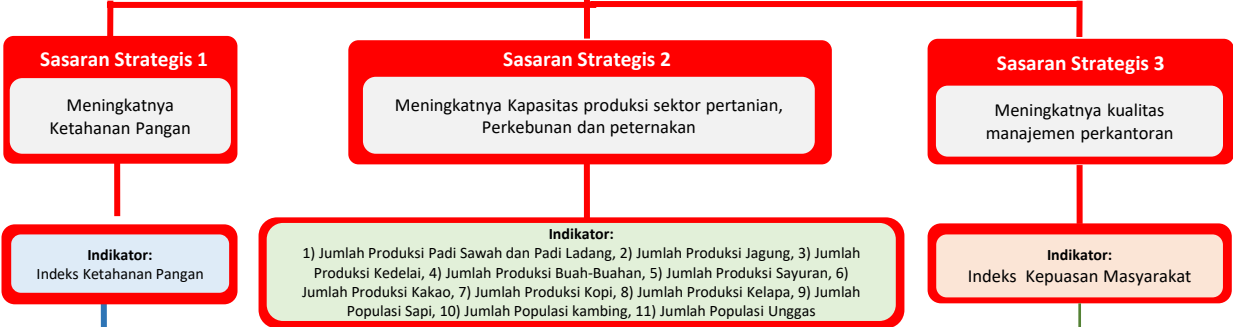 Sasaran Strategis 1
Meningkatnya
Ketahanan Pangan
Indikator:
Indeks Ketahanan Pangan
Sasaran Strategis 2
Meningkatnya Kapasitas produksi sektor pertanian,
Perkebunan dan peternakan
Indikator:
1) Jumlah Produksi Padi Sawah dan Padi Ladang, 2) Jumlah Produksi Jagung, 3) Jumlah
Produksi Kedelai, 4) Jumlah Produksi Buah-Buahan, 5) Jumlah Produksi Sayuran, 6)
Jumlah Produksi Kakao, 7) Jumlah Produksi Kopi, 8) Jumlah Produksi Kelapa, 9) Jumlah
Populasi Sapi, 10) Jumlah Populasi kambing, 11) Jumlah Populasi Unggas
Sasaran Strategis 3
Meningkatnya kualitas
manajemen perkantoran
Indikator:
Indeks Kepuasan Masyarakat